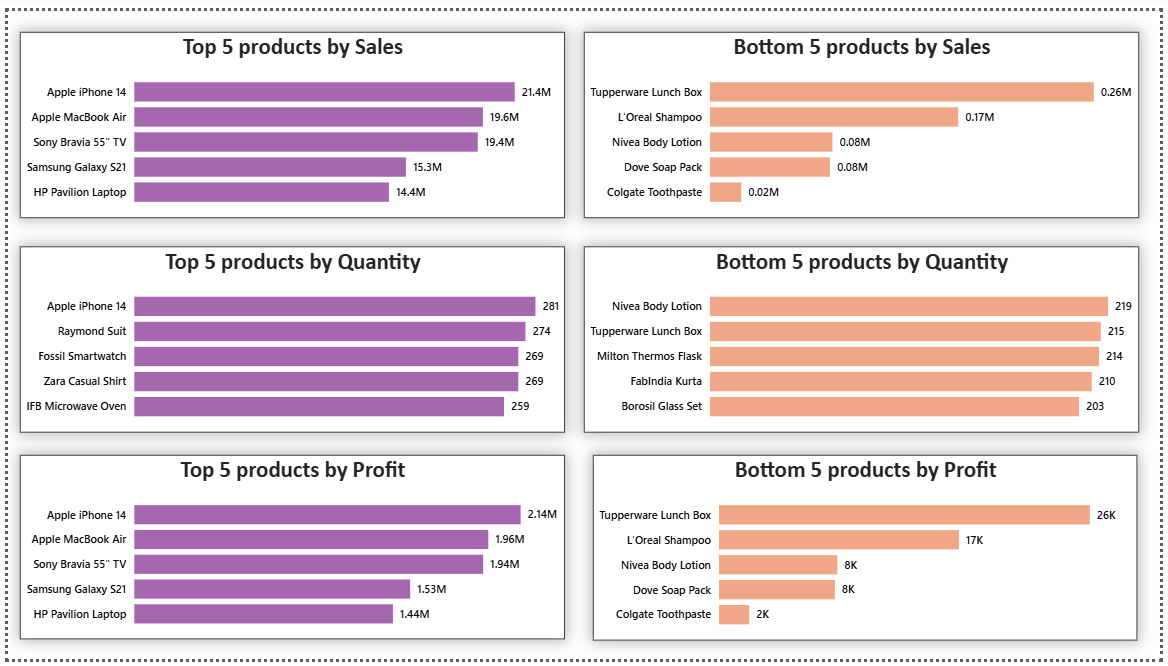 Top 5 products by Sales
Apple iPhone 14 21.4M
Apple MacBook Air 19.6M
Sony Bravia 55" TV 19.4M
Samsung Galaxy S21 15.3M
HP Pavilion Laptop 14.4M
Bottom 5 products by Sales
Tupperware Lunch Box 0.26M
L'Oreal Shampoo 0.17M
Nivea Body Lotion 0.08M
Dove Soap Pack 0.08M
Colgate Toothpaste 0.02M
Top 5 products by Quantity
Apple iPhone 14 281
Raymond Suit 274
Fossil Smartwatch 269
Zara Casual Shirt 269
IFB Microwave Oven 259
Bottom 5 products by Quantity
Nivea Body Lotion 219
Tupperware Lunch Box 215
Milton Thermos Flask 214
FabIndia Kurta 210
Borosil Glass Set 203
Top 5 products by Profit
Apple iPhone 14 2.14M
Apple MacBook Air 1.96M
Sony Bravia 55" TV 1.94M
Samsung Galaxy S21 1.53M
HP Pavilion Laptop 1.44M
Bottom 5 products by Profit
Tupperware Lunch Box 26K
L'Oreal Shampoo 17K
Nivea Body Lotion 8K
Dove Soap Pack 8K
Colgate Toothpaste 2K